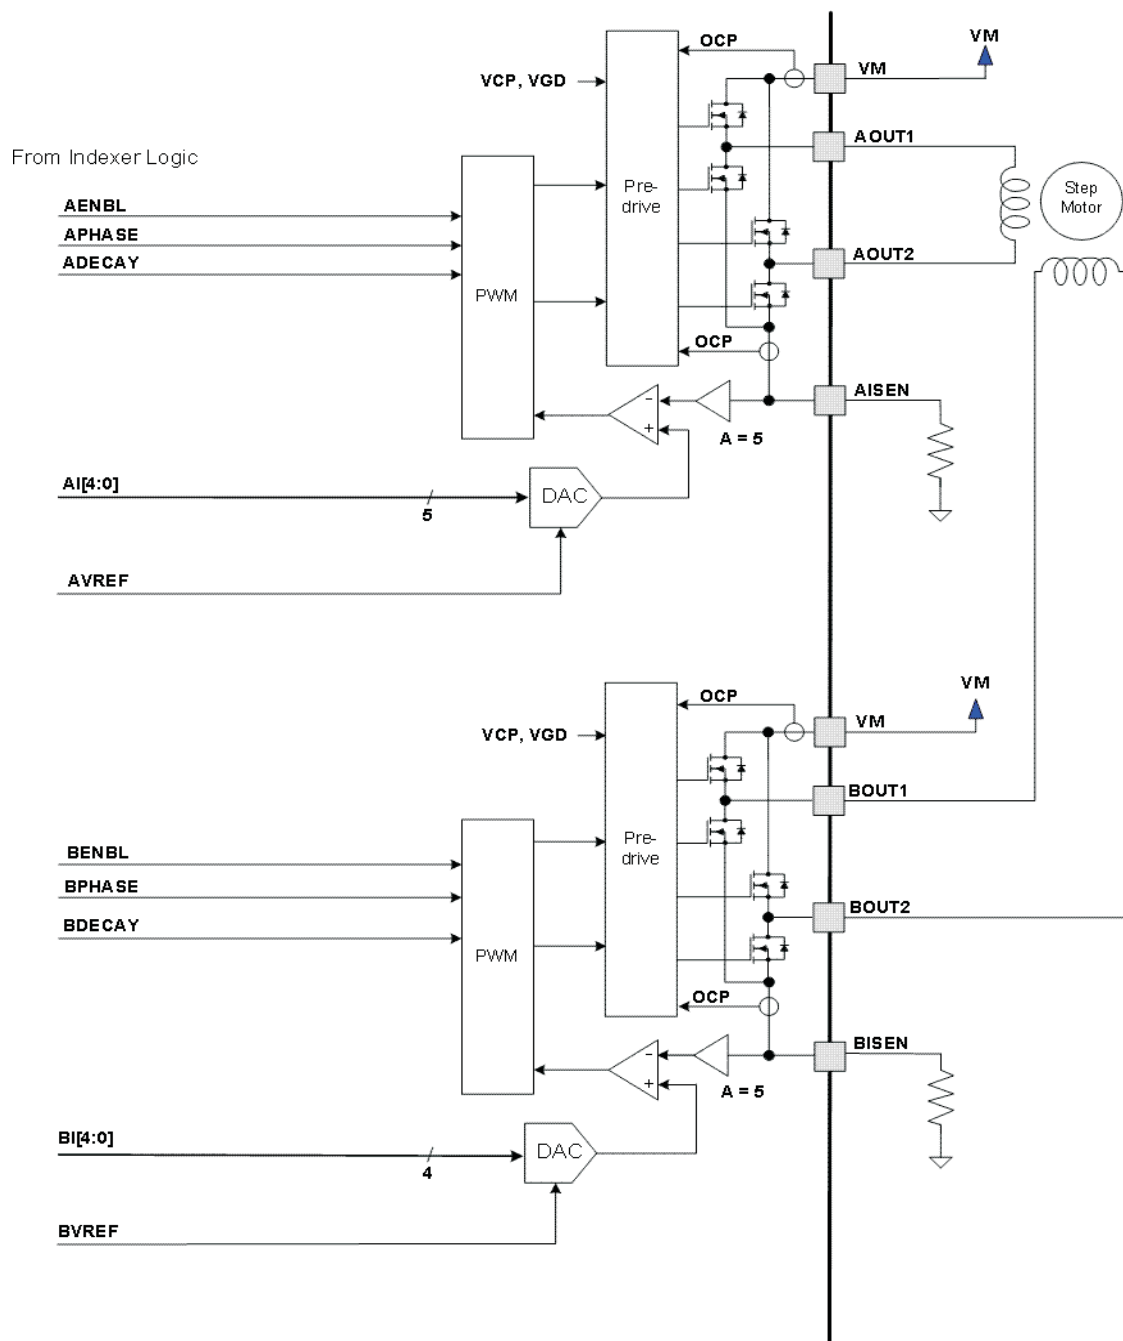 OCP
VM
VM
VCP, VGD
AOUT1
From Indexer Logic
Pre-
drive
Step
Motor
AENBL
APHASE
ADECAY
AOUT2
PWM
OCP
AISEN
-
+
A = 5
AI[4:0]
5
DAC
AVREF
OCP
VM
VM
VCP, VGD
BOUT1
Pre-
drive
BENBL
BPHASE
BDECAY
BOUT2
PWM
OCP
BISEN
-
+
A = 5
BI[4:0]
4
DAC
BVREF